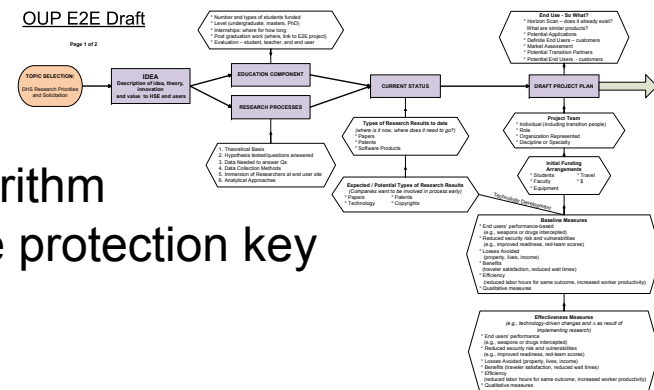 OUP E2E Draft
Page 1 of 2
TOPIC SELECTION:
DHS Research Priorities
and Solicitation
IDEA
Description of idea, theory,
innovation
and value to HSE end users
* Number and types of students funded
* Level (undergraduate, masters, PhD)
* Internships: where for how long
* Post graduation work (where, link to E2E project)
* Evaluation – student, teacher, and end user
EDUCATION COMPONENT
RESEARCH PROCESSES
1. Theoretical Basis
2. Hypothesis tested/questions answered
3. Data Needed to answer Qs
4. Data Collection Methods
5. Immersion of Researchers at end user site
6. Analytical Approaches
CURRENT STATUS
Types of Research Results to date
(where is it now, where does it need to go?)
* Papers
* Patents
* Software Products
Expected / Potential Types of Research Results
(Companies want to be involved in process early)
* Papers * Patents
* Technology * Copyrights
Technology Development
End Use - So What?
* Horizon Scan – does it already exist?
What are similar products?
* Potential Applications
* Definite End Users – customers
* Market Assessment
* Potential Transition Partners
* Potential End Users - customers
DRAFT PROJECT PLAN
Project Team
* Individual (including transition people)
* Role
* Organization Represented
* Discipline or Specialty
Initial Funding
Arrangements
* Students * Travel
* Faculty * $
* Equipment
Baseline Measures
* End users' performance-based
(e.g., weapons or drugs intercepted)
* Reduced security risk and vulnerabilities
(e.g., improved readiness, red-team scores)
* Losses Avoided
(property, lives, income)
* Benefits
(traveler satisfaction, reduced wait times)
* Efficiency
(reduced labor hours for same outcome, increased worker productivity)
* Qualitative measures
Effectiveness Measures
(e.g., technology-driven changes and Δ as result of
implementing research)
* End users' performance
(e.g., weapons or drugs intercepted)
* Reduced security risk and vulnerabilities
(e.g., improved readiness, red-team scores)
* Losses Avoided (property, lives, income)
* Benefits (traveler satisfaction, reduced wait times)
* Efficiency
(reduced labor hours for same outcome, increased worker productivity)
* Qualitative measures
rithm
protection key